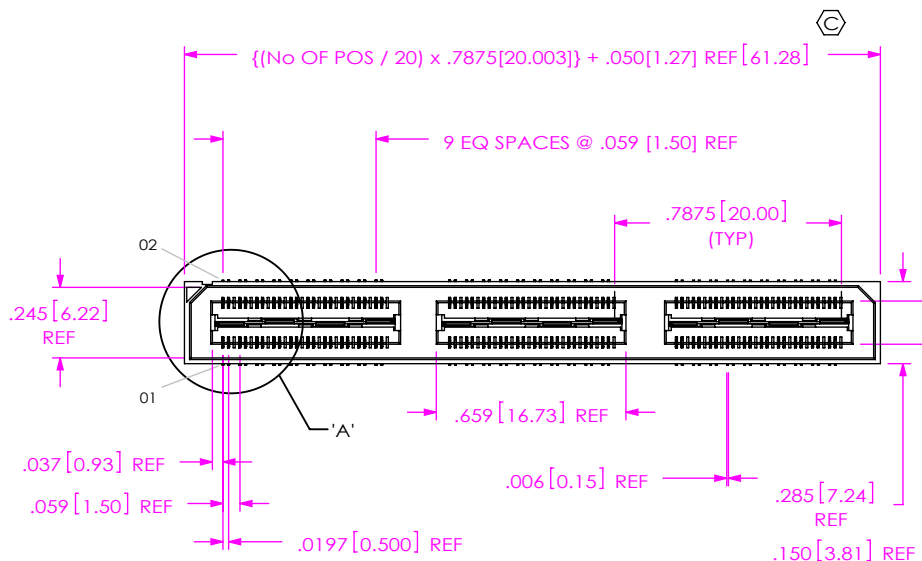 C
{(No OF POS / 20) x .7875[20.003]} + .050[1.27] REF[61.28]
9 EQ SPACES @ .059 [1.50] REF
.7875[20.00]
(TYP)
02
.245[6.22]
REF
01
'A'
.659[16.73] REF
.037[0.93] REF
.006[0.15] REF
.059[1.50] REF
.285[7.24]
REF
.0197[0.500] REF
.150[3.81] REF